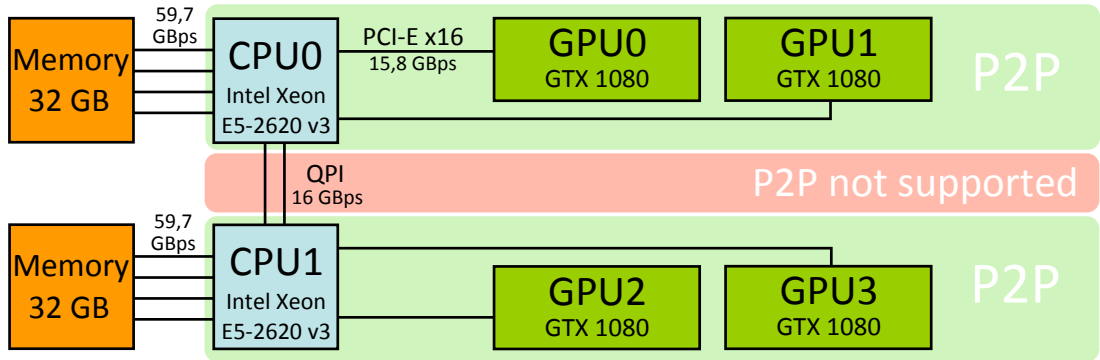 59,7
GBps
Memory
32 GB
CPU0
Intel Xeon
E5-2620 v3
PCI-E x16
15,8 GBps
GPU0
GTX 1080
GPU1
GTX 1080
P2P
QPI
16 GBps
P2P not supported
59,7
GBps
Memory
32 GB
CPU1
Intel Xeon
E5-2620 v3
GPU2
GTX 1080
GPU3
GTX 1080
P2P